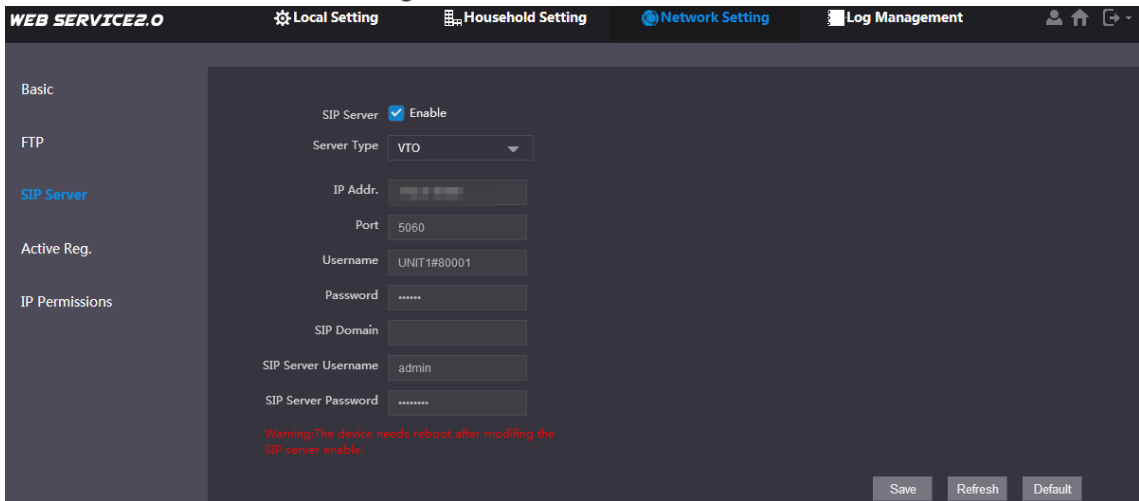 WEB SERVICE2.0 Local Setting Household Setting Network Setting Log Management
Basic
FTP
SIP Server
Active Reg.
IP Permissions
SIP Server Enable
Server Type VTO
IP Addr.
Port 5060
Username UNIT1#80001
Password ••••••
SIP Domain
SIP Server Username admin
SIP Server Password ••••••••
Warning:The device needs reboot after modifing the
SIP server enable.
Save Refresh Default